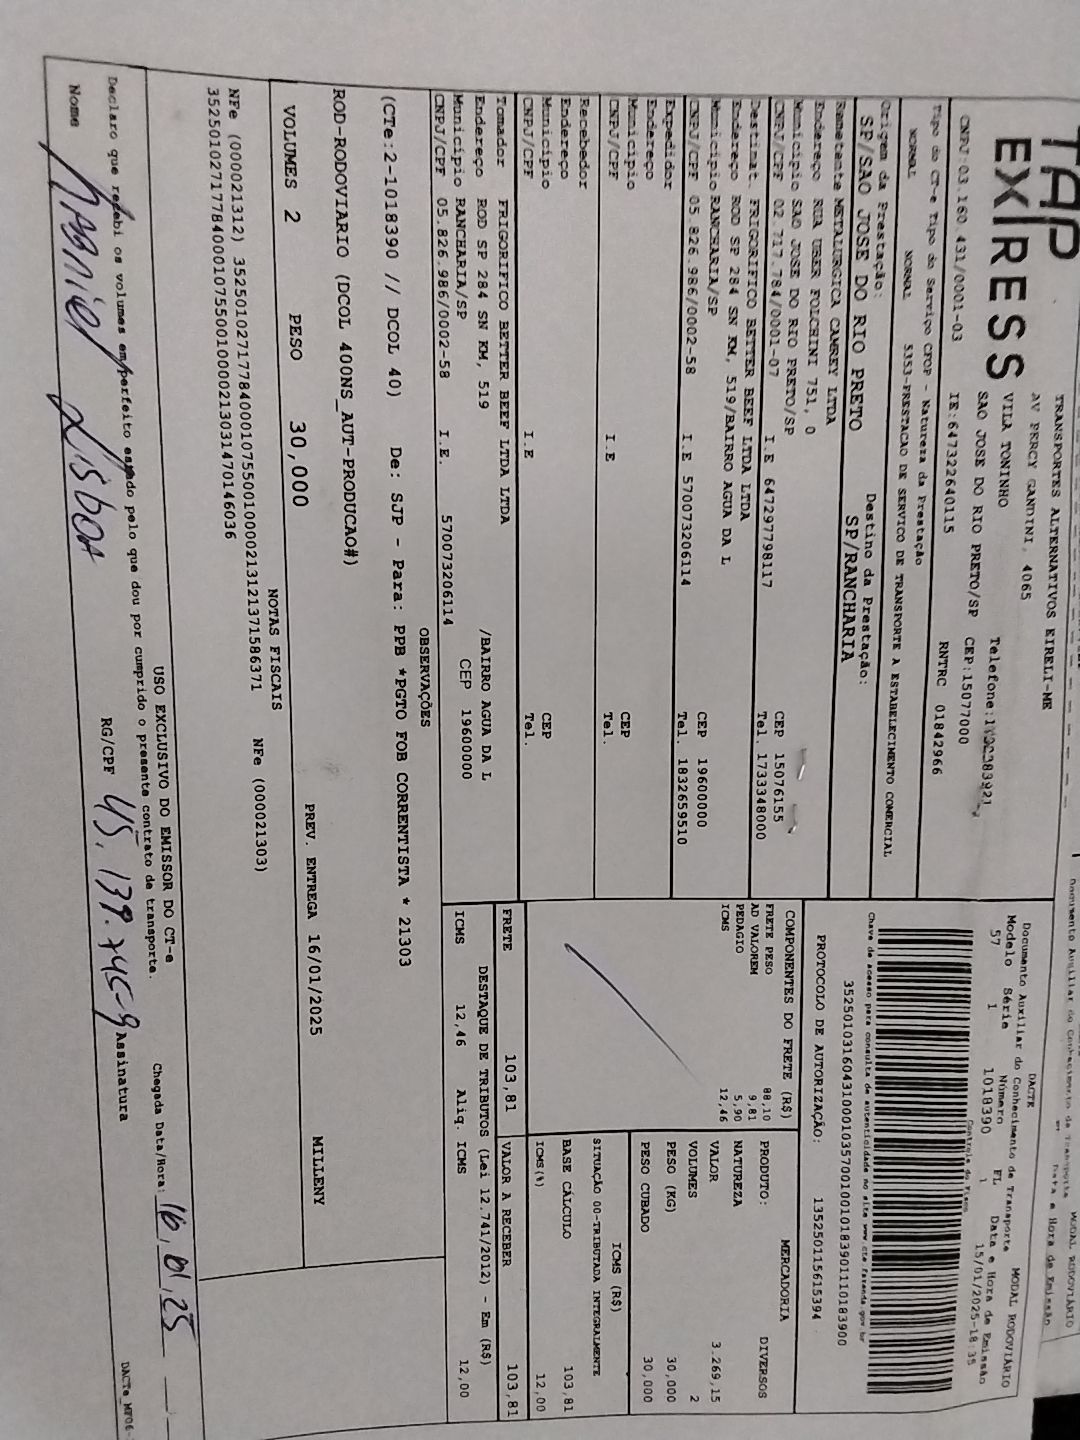 TAP
EXPRESS
TRANSPORTES ALTERNATIVOS EIRELI-ME
AV PERCY GANDINI, 4065
VILA TONINHO
SAO JOSE DO RIO PRETO/SP CEP:15077000
CNPJ:03.160.431/0001-03 IE:647322640115 RNTRC 01842966
Tipo do CT-e Tipo do Serviço CFOP - Natureza da Prestação
NORMAL NORMAL 5353-PRESTACAO DE SERVICO DE TRANSPORTE A ESTABELECIMENTO COMERCIAL
Origem da Prestação: Destino da Prestação:
SP/SAO JOSE DO RIO PRETO SP/RANCHARIA
Remetente METALURGICA CAMREY LTDA
Endereço RUA UBER FOLCHINI 751, 0 CEP 15076155
Município SAO JOSE DO RIO PRETO/SP
CNPJ/CPF 02.717.784/0001-07 I.E 647297798117 Tel. 1733348000
Destinat. FRIGORIFICO BETTER BEEF LTDA LTDA
Endereço ROD SP 284 SN KM, 519/BAIRRO AGUA DA L
Município RANCHARIA/SP CEP 19600000
CNPJ/CPF 05.826.986/0002-58 I.E 570073206114 Tel. 1832659510
Expedidor
Endereço
Município CEP
CNPJ/CPF I.E Tel.
Recebedor
Endereço
Município CEP
CNPJ/CPF I.E Tel.
Tomador FRIGORIFICO BETTER BEEF LTDA LTDA
Endereço ROD SP 284 SN KM, 519 /BAIRRO AGUA DA L
Município RANCHARIA/SP CEP 19600000
CNPJ/CPF 05.826.986/0002-58 I.E. 570073206114
DACTE
Documento Auxiliar do Conhecimento de Transporte MODAL RODOVIÁRIO
Modelo Série Número FL Data e Hora de Emissão
57 1 1018390 1 15/01/2025-18:35
Controle do Fisco
Chave de acesso para consulta de autenticidade no site www.cte.fazenda.gov.br
35250103160431000103570010010183901110183900
PROTOCOLO DE AUTORIZAÇÃO: 135250115615394
COMPONENTES DO FRETE (R$)
FRETE PESO 88,10
AD VALOREM 9,81
PEDAGIO 5,90
ICMS 12,46
MERCADORIA
PRODUTO: DIVERSOS
NATUREZA
VALOR 3.269,15
VOLUMES 2
PESO (KG) 30,000
PESO CUBADO 30,000
ICMS (R$)
SITUAÇÃO 00-TRIBUTADA INTEGRALMENTE
BASE CÁLCULO 103,81
ICMS(%) 12,00
FRETE 103,81 VALOR A RECEBER 103,81
DESTAQUE DE TRIBUTOS (Lei 12.741/2012) - Em (R$)
ICMS 12,46 Aliq. ICMS 12,00
OBSERVAÇÕES
(CTe:2-1018390 // DCOL 40) De: SJP - Para: PPB *PGTO FOB CORRENTISTA * 21303
ROD-RODOVIARIO (DCOL 400NS_AUT-PRODUCAO#)
VOLUMES 2 PESO 30,000 PREV. ENTREGA 16/01/2025 MILLENY
NOTAS FISCAIS
NFe (000021312) 35250102717784000107550010000213121371586371 NFe (000021303)
35250102717784000107550010000213031470146036
USO EXCLUSIVO DO EMISSOR DO CT-e
Declaro que recebi os volumes em perfeito estado pelo que dou por cumprido o presente contrato de transporte.
Chegada Data/Hora: 16,01,25
Nome Lisboa RG/CPF 45,139.745-9 Assinatura